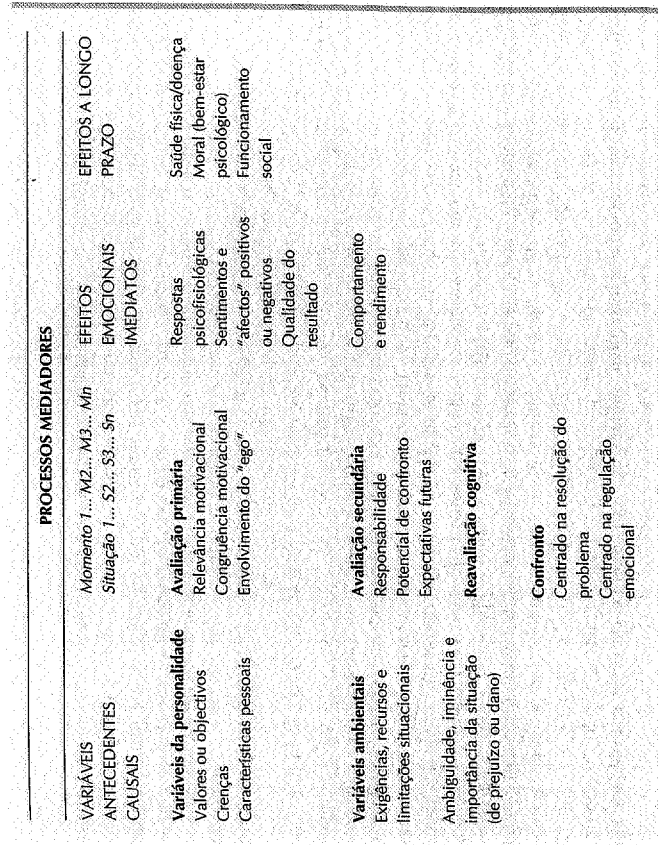 PROCESSOS MEDIADORES
VARIÁVEIS
ANTECEDENTES
CAUSAIS
Momento 1... M2... M3... Mn
Situação 1... S2... S3... Sn
EFEITOS
EMOCIONAIS
IMEDIATOS
EFEITOS A LONGO
PRAZO
Variáveis da personalidade
Valores ou objectivos
Crenças
Características pessoais
Avaliação primária
Relevância motivacional
Congruência motivacional
Envolvimento do "ego"
Respostas
psicofisiológicas
Sentimentos e
"afectos" positivos
ou negativos
Qualidade do
resultado
Saúde física/doença
Moral (bem-estar
psicológico)
Funcionamento
social
Variáveis ambientais
Exigências, recursos e
limitações situacionais
Ambiguidade, iminência e
importância da situação
(de prejuízo ou dano)
Avaliação secundária
Responsabilidade
Potencial de confronto
Expectativas futuras
Reavaliação cognitiva
Confronto
Centrado na resolução do
problema
Centrado na regulação
emocional
Comportamento
e rendimento